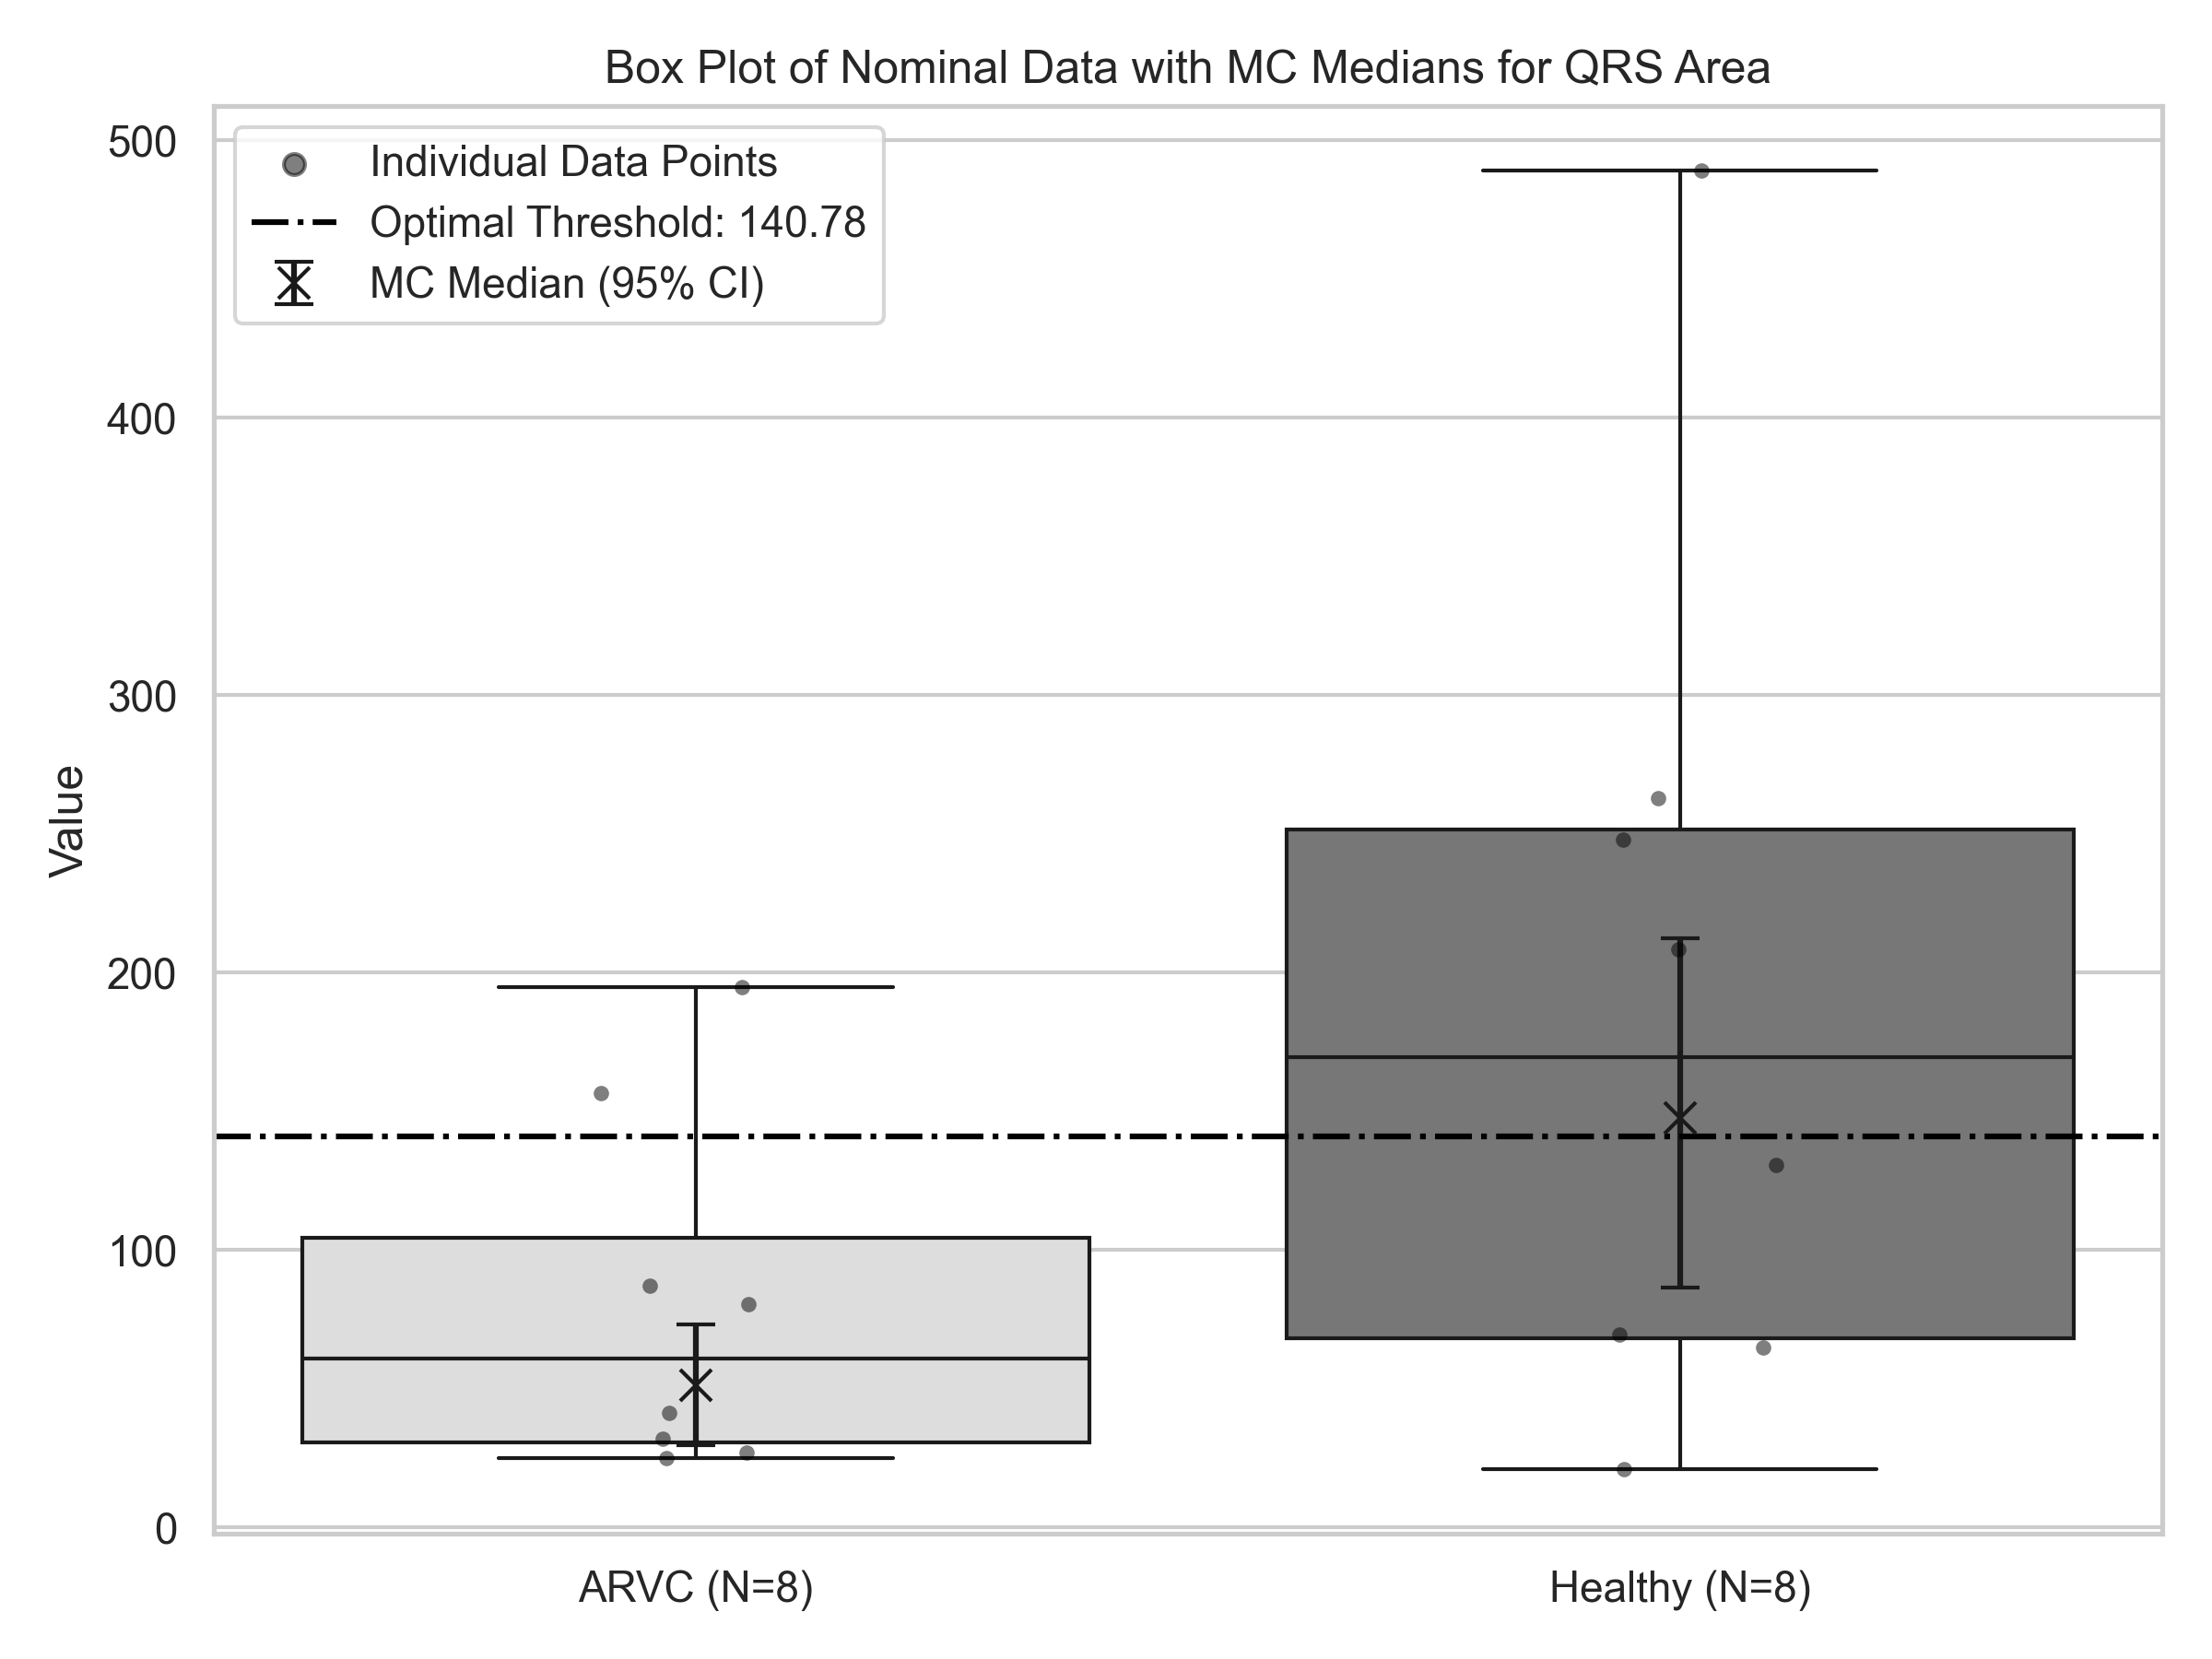 Box Plot of Nominal Data with MC Medians for QRS Area
500
400
300
200
100
0
Value
Individual Data Points
Optimal Threshold: 140.78
MC Median (95% CI)
ARVC (N=8)
Healthy (N=8)